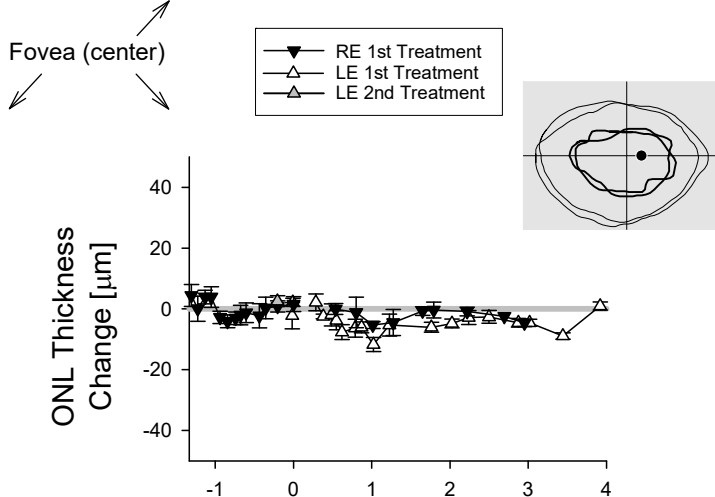 Fovea (center)
RE 1st Treatment
LE 1st Treatment
LE 2nd Treatment
ONL Thickness
Change [μm]
40
20
0
-20
-40
-1
0
1
2
3
4